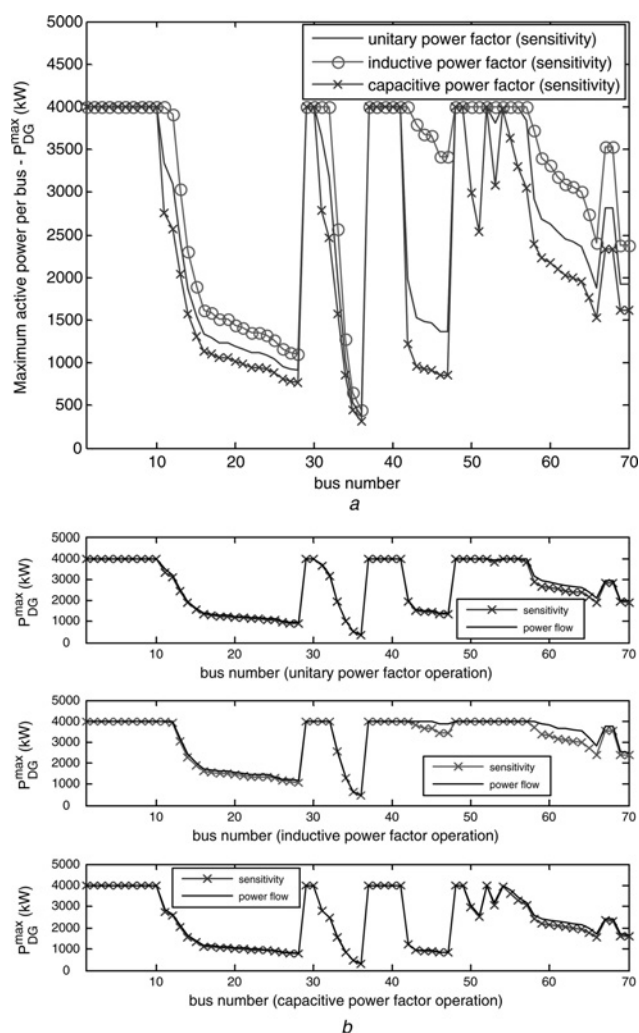 5000
4500
4000
3500
3000
2500
2000
1500
1000
500
0
Maximum active power per bus - P_DG^max (kW)
unitary power factor (sensitivity)
inductive power factor (sensitivity)
capacitive power factor (sensitivity)
10 20 30 40 50 60 70
bus number
a
5000
4000
3000
2000
1000
0
P_DG^max (kW)
sensitivity
power flow
10 20 30 40 50 60 70
bus number (unitary power factor operation)
5000
4000
3000
2000
1000
0
P_DG^max (kW)
sensitivity
power flow
10 20 30 40 50 60 70
bus number (inductive power factor operation)
5000
4000
3000
2000
1000
0
P_DG^max (kW)
sensitivity
power flow
10 20 30 40 50 60 70
bus number (capacitive power factor operation)
b